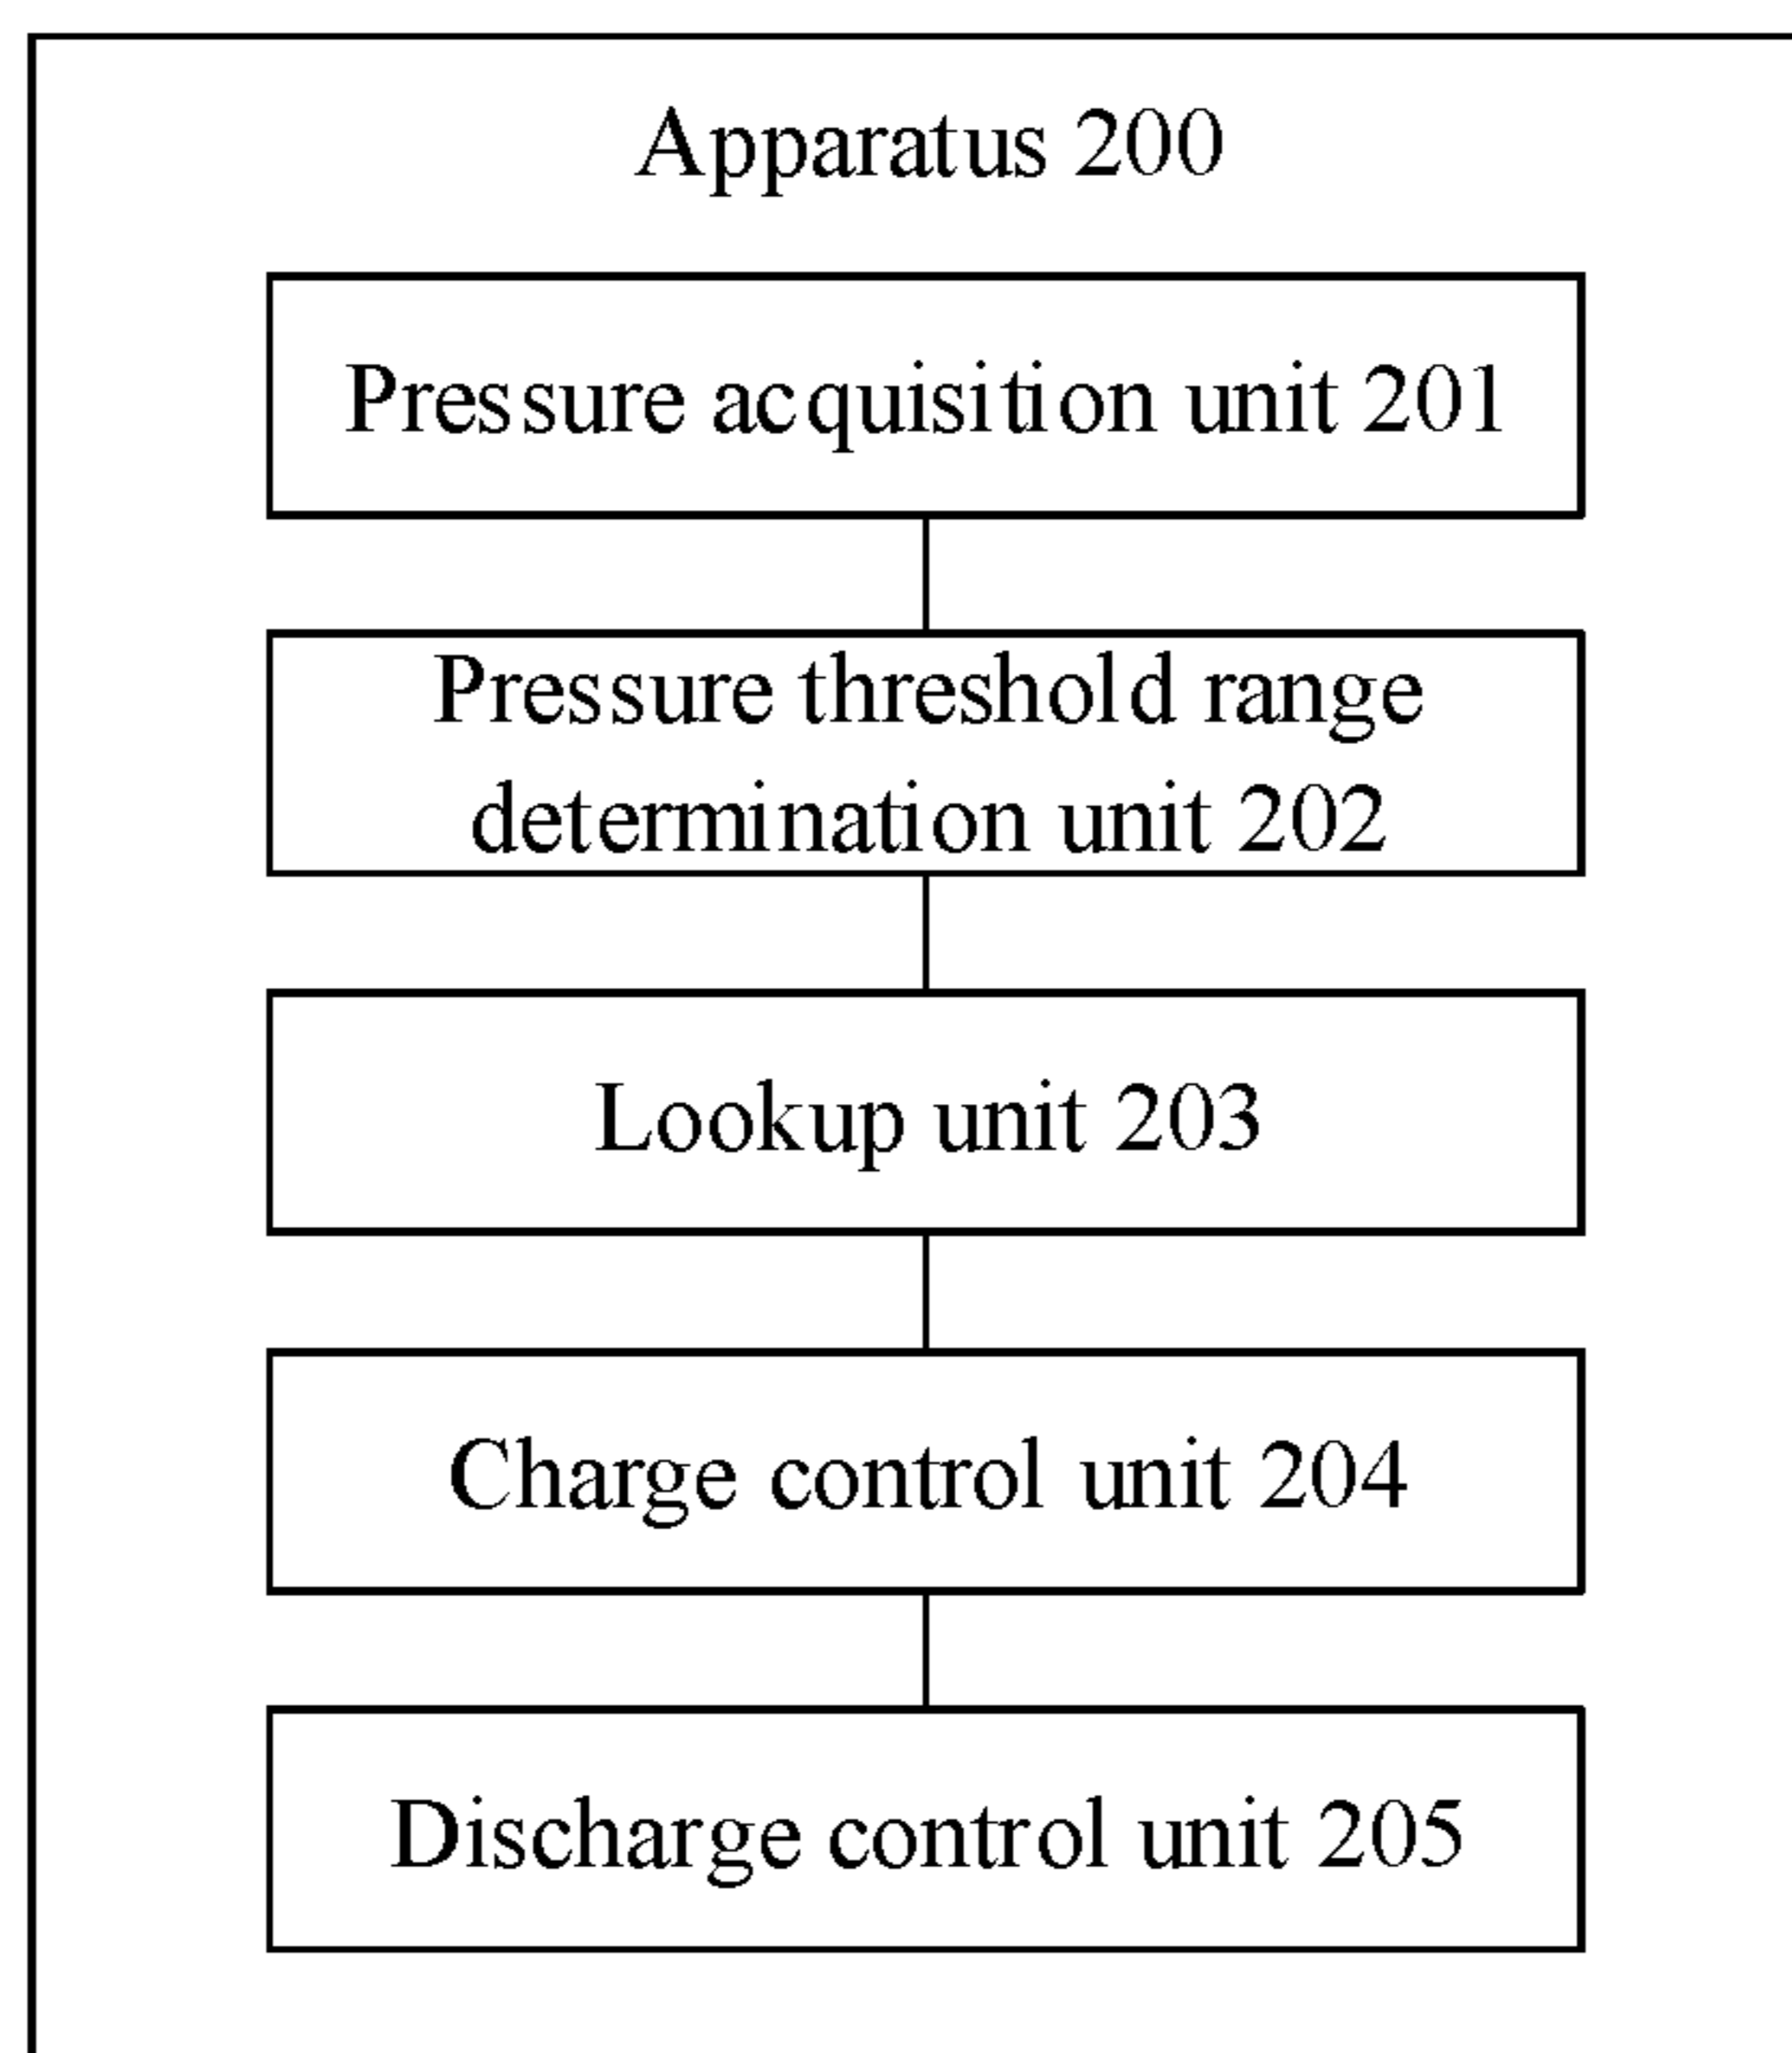 Apparatus 200
Pressure acquisition unit 201
Pressure threshold range
determination unit 202
Lookup unit 203
Charge control unit 204
Discharge control unit 205